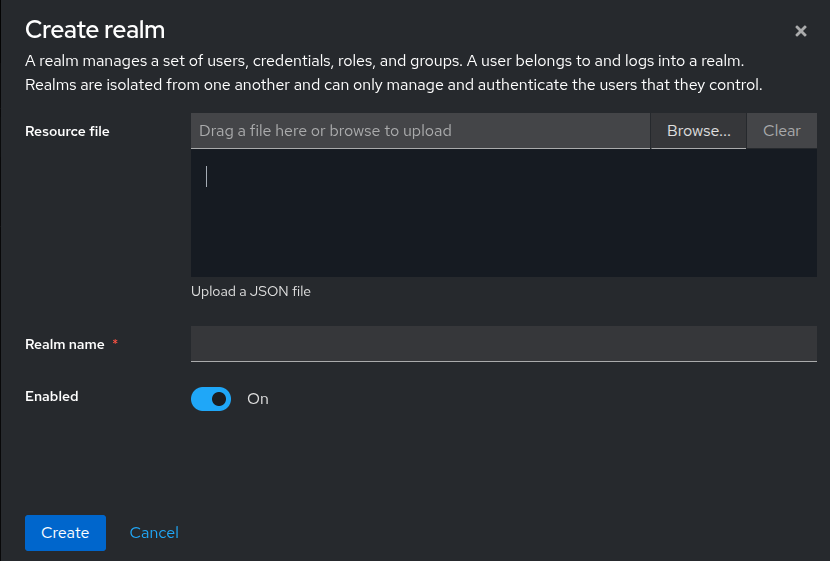 Create realm
A realm manages a set of users, credentials, roles, and groups. A user belongs to and logs into a realm.
Realms are isolated from one another and can only manage and authenticate the users that they control.
Resource file
Drag a file here or browse to upload
Browse...
Clear
Upload a JSON file
Realm name *
Enabled
On
Create
Cancel